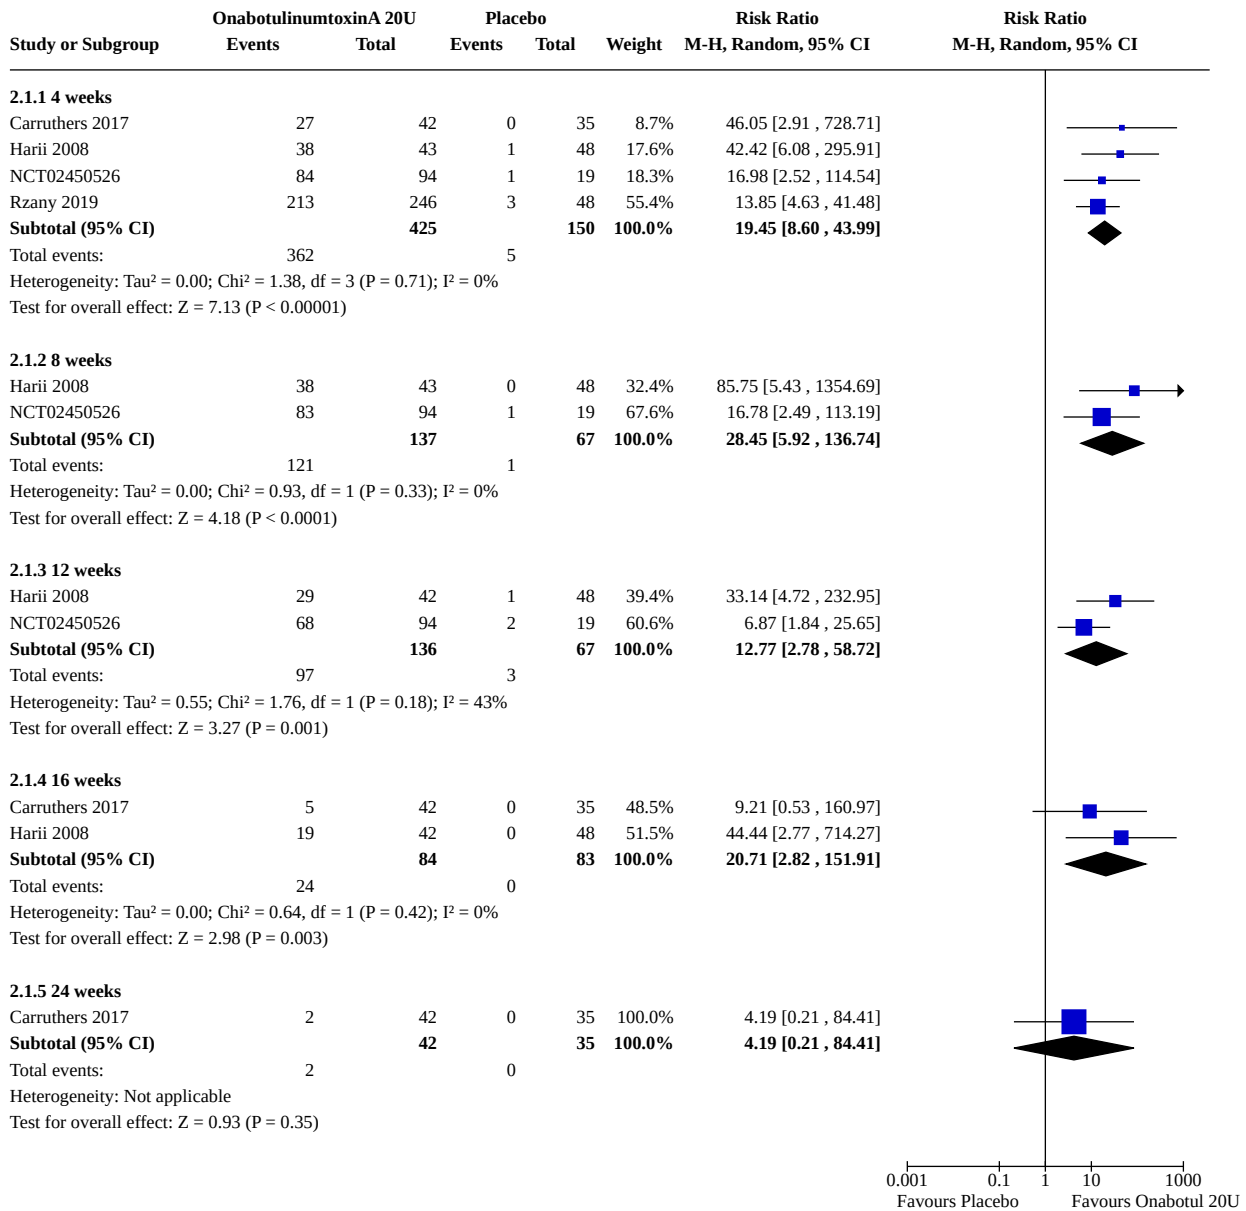 OnabotulinumtoxinA 20U Placebo Risk Ratio Risk Ratio
Study or Subgroup Events Total Events Total Weight M-H, Random, 95% CI M-H, Random, 95% CI
2.1.1 4 weeks
Carruthers 2017 27 42 0 35 8.7% 46.05 [2.91 , 728.71]
Harii 2008 38 43 1 48 17.6% 42.42 [6.08 , 295.91]
NCT02450526 84 94 1 19 18.3% 16.98 [2.52 , 114.54]
Rzany 2019 213 246 3 48 55.4% 13.85 [4.63 , 41.48]
Subtotal (95% CI) 425 150 100.0% 19.45 [8.60 , 43.99]
Total events: 362 5
Heterogeneity: Tau² = 0.00; Chi² = 1.38, df = 3 (P = 0.71); I² = 0%
Test for overall effect: Z = 7.13 (P < 0.00001)
2.1.2 8 weeks
Harii 2008 38 43 0 48 32.4% 85.75 [5.43 , 1354.69]
NCT02450526 83 94 1 19 67.6% 16.78 [2.49 , 113.19]
Subtotal (95% CI) 137 67 100.0% 28.45 [5.92 , 136.74]
Total events: 121 1
Heterogeneity: Tau² = 0.00; Chi² = 0.93, df = 1 (P = 0.33); I² = 0%
Test for overall effect: Z = 4.18 (P < 0.0001)
2.1.3 12 weeks
Harii 2008 29 42 1 48 39.4% 33.14 [4.72 , 232.95]
NCT02450526 68 94 2 19 60.6% 6.87 [1.84 , 25.65]
Subtotal (95% CI) 136 67 100.0% 12.77 [2.78 , 58.72]
Total events: 97 3
Heterogeneity: Tau² = 0.55; Chi² = 1.76, df = 1 (P = 0.18); I² = 43%
Test for overall effect: Z = 3.27 (P = 0.001)
2.1.4 16 weeks
Carruthers 2017 5 42 0 35 48.5% 9.21 [0.53 , 160.97]
Harii 2008 19 42 0 48 51.5% 44.44 [2.77 , 714.27]
Subtotal (95% CI) 84 83 100.0% 20.71 [2.82 , 151.91]
Total events: 24 0
Heterogeneity: Tau² = 0.00; Chi² = 0.64, df = 1 (P = 0.42); I² = 0%
Test for overall effect: Z = 2.98 (P = 0.003)
2.1.5 24 weeks
Carruthers 2017 2 42 0 35 100.0% 4.19 [0.21 , 84.41]
Subtotal (95% CI) 42 35 100.0% 4.19 [0.21 , 84.41]
Total events: 2 0
Heterogeneity: Not applicable
Test for overall effect: Z = 0.93 (P = 0.35)
0.001 0.1 1 10 1000
Favours Placebo Favours Onabotul 20U